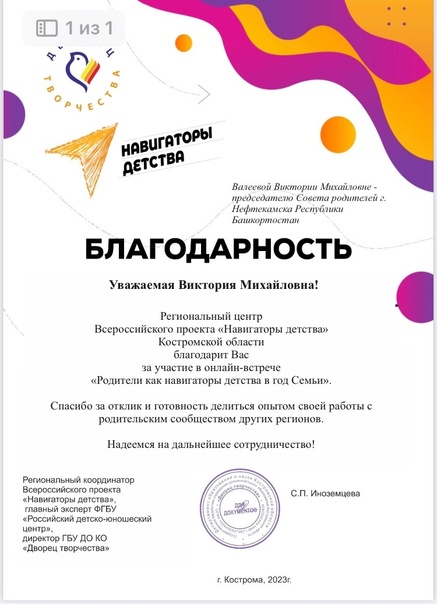 1 из 1
ТВОРЧЕСТВА
НАВИГАТОРЫ
ДЕТСТВА
Валеевой Виктории Михайловне -
председателю Совета родителей г.
Нефтекамска Республики
Башкортостан
БЛАГОДАРНОСТЬ
Уважаемая Виктория Михайловна!
Региональный центр
Всероссийского проекта «Навигаторы детства»
Костромской области
благодарит Вас
за участие в онлайн-встрече
«Родители как навигаторы детства в год Семьи».
Спасибо за отклик и готовность делиться опытом своей работы с
родительским сообществом других регионов.
Надеемся на дальнейшее сотрудничество!
Региональный координатор
Всероссийского проекта
«Навигаторы детства»,
главный эксперт ФГБУ
«Российский детско-юношеский
центр»,
директор ГБУ ДО КО
«Дворец творчества»
ДЛЯ
ДОКУМЕНТОВ
С.П. Иноземцева
г. Кострома, 2023г.